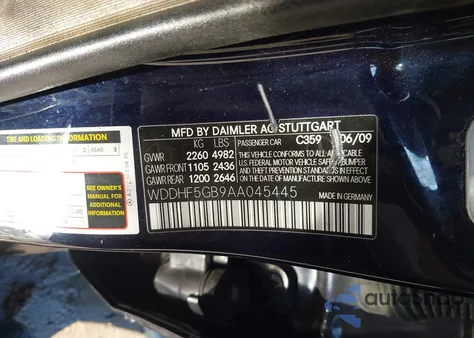 MFD BY DAIMLER AG STUTTGART
KG LBS
PASSENGER CAR C359 06/09
GVWR 2260 4982
GAWR FRONT 1105 2436
GAWR REAR 1200 2646
THIS VEHICLE CONFORMS TO ALL APPLICABLE
U.S. FEDERAL MOTOR VEHICLE SAFETY/BUMPER
AND THEFT PREVENTION STANDARDS IN EFFECT
ON THE DATE OF MANUFACTURE SHOWN ABOVE.
WDDHF5GB9AA045445
MADE IN GERMANY
TIRE AND LOADING INFORMATION
2 REAR 3
SEE OWNER'S
MANUAL FOR
ADDITIONAL
INFORMATION